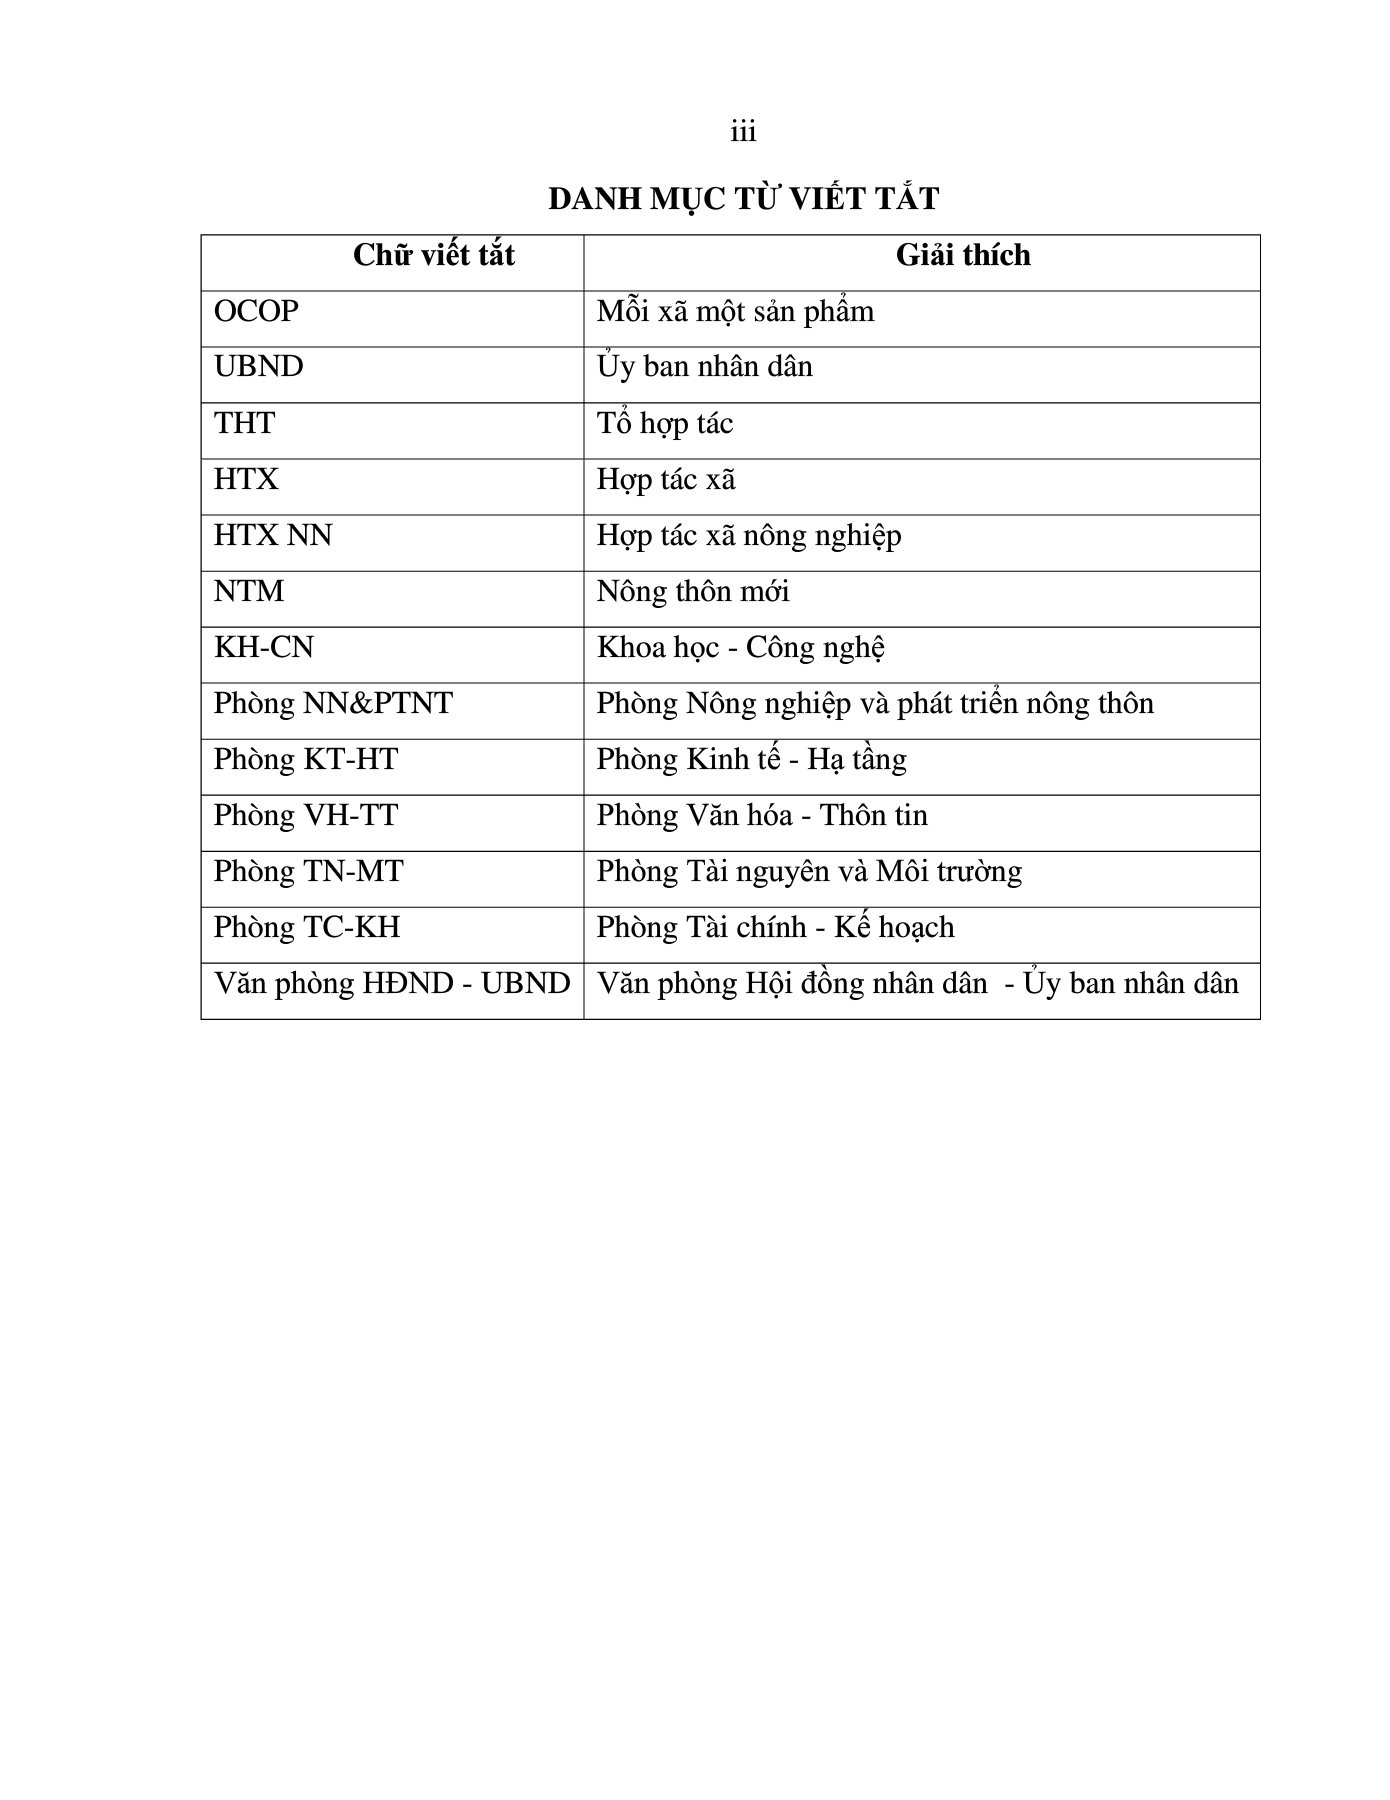 iii
DANH MỤC TỪ VIẾT TẮT
Chữ viết tắt Giải thích
OCOP Mỗi xã một sản phẩm
UBND Ủy ban nhân dân
THT Tổ hợp tác
HTX Hợp tác xã
HTX NN Hợp tác xã nông nghiệp
NTM Nông thôn mới
KH-CN Khoa học - Công nghệ
Phòng NN&PTNT Phòng Nông nghiệp và phát triển nông thôn
Phòng KT-HT Phòng Kinh tế - Hạ tầng
Phòng VH-TT Phòng Văn hóa - Thôn tin
Phòng TN-MT Phòng Tài nguyên và Môi trường
Phòng TC-KH Phòng Tài chính - Kế hoạch
Văn phòng HĐND - UBND Văn phòng Hội đồng nhân dân - Ủy ban nhân dân